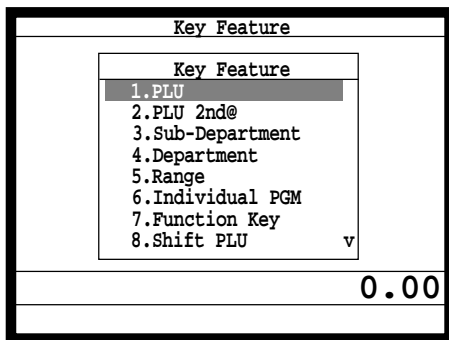 Key Feature
Key Feature
1.PLU
2.PLU 2nd@
3.Sub-Department
4.Department
5.Range
6.Individual PGM
7.Function Key
8.Shift PLU v
0.00